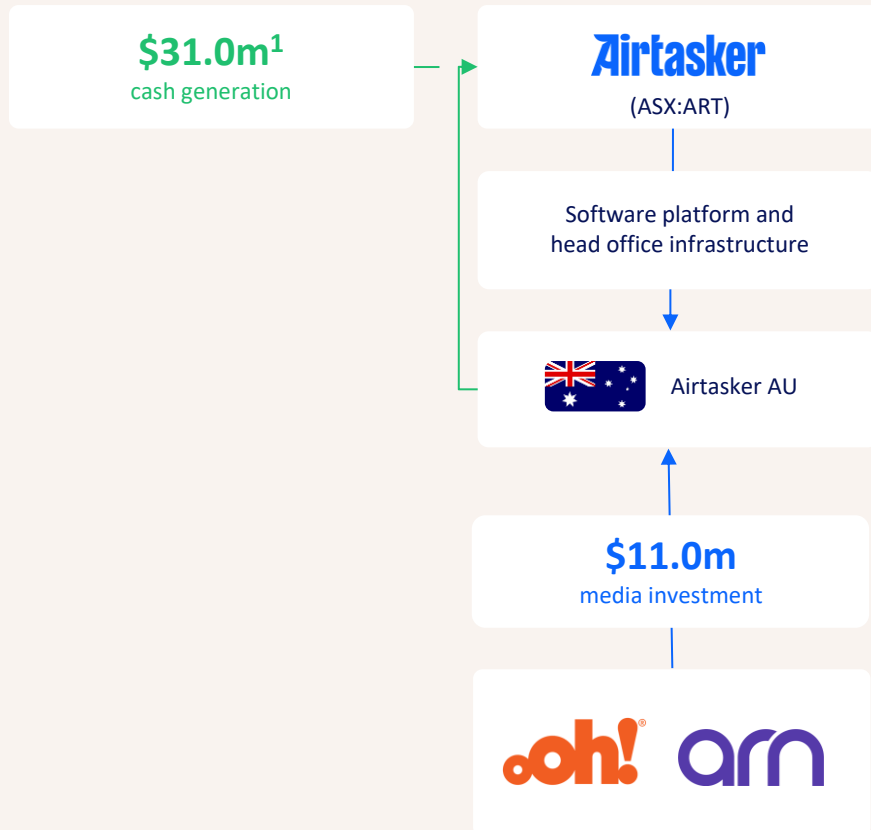 $31.0m¹
cash generation
Airtasker
(ASX:ART)
Software platform and
head office infrastructure
Airtasker AU
$11.0m
media investment
oOh!®
arn